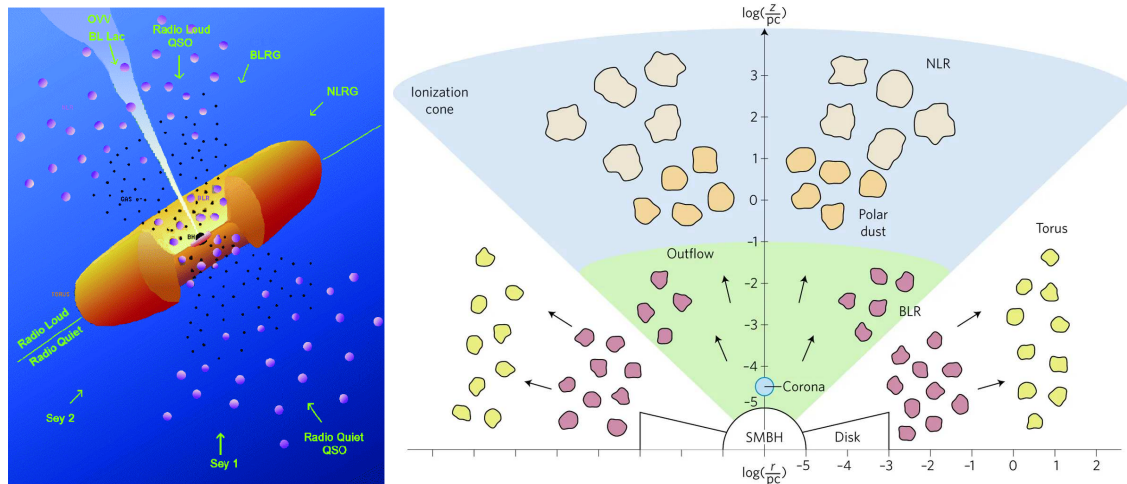 OVV
BL Lac
Radio Loud
QSO
BLRG
NLRG
GAS e-
BLR
BH
TORUS
Radio Loud
Radio Quiet
Sey 2
Sey 1
Radio Quiet
QSO
log(z/pc)
Ionization
cone
NLR
3
2
1
0
-1
-2
-3
-4
-5
Polar
dust
Torus
Outflow
BLR
Corona
SMBH
Disk
-5 -4 -3 -2 -1 0 1 2
log(r/pc)